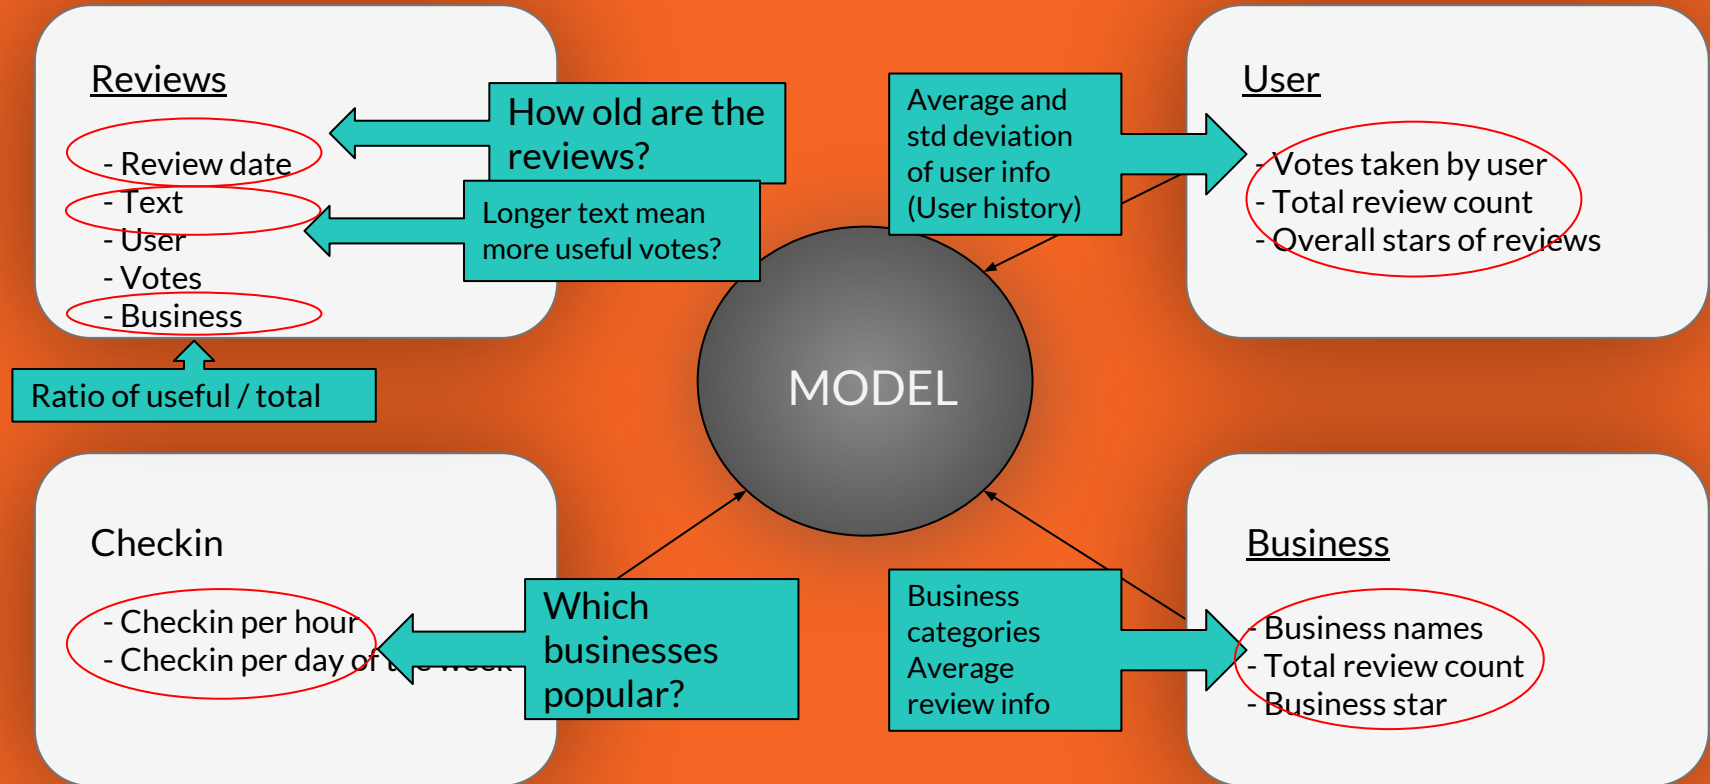 Reviews
- Review date
- Text
- User
- Votes
- Business
How old are the
reviews?
Longer text mean
more useful votes?
Ratio of useful / total
Average and
std deviation
of user info
(User history)
User
- Votes taken by user
- Total review count
- Overall stars of reviews
MODEL
Checkin
- Checkin per hour
- Checkin per day of the week
Which
businesses
popular?
Business
categories
Average
review info
Business
- Business names
- Total review count
- Business star